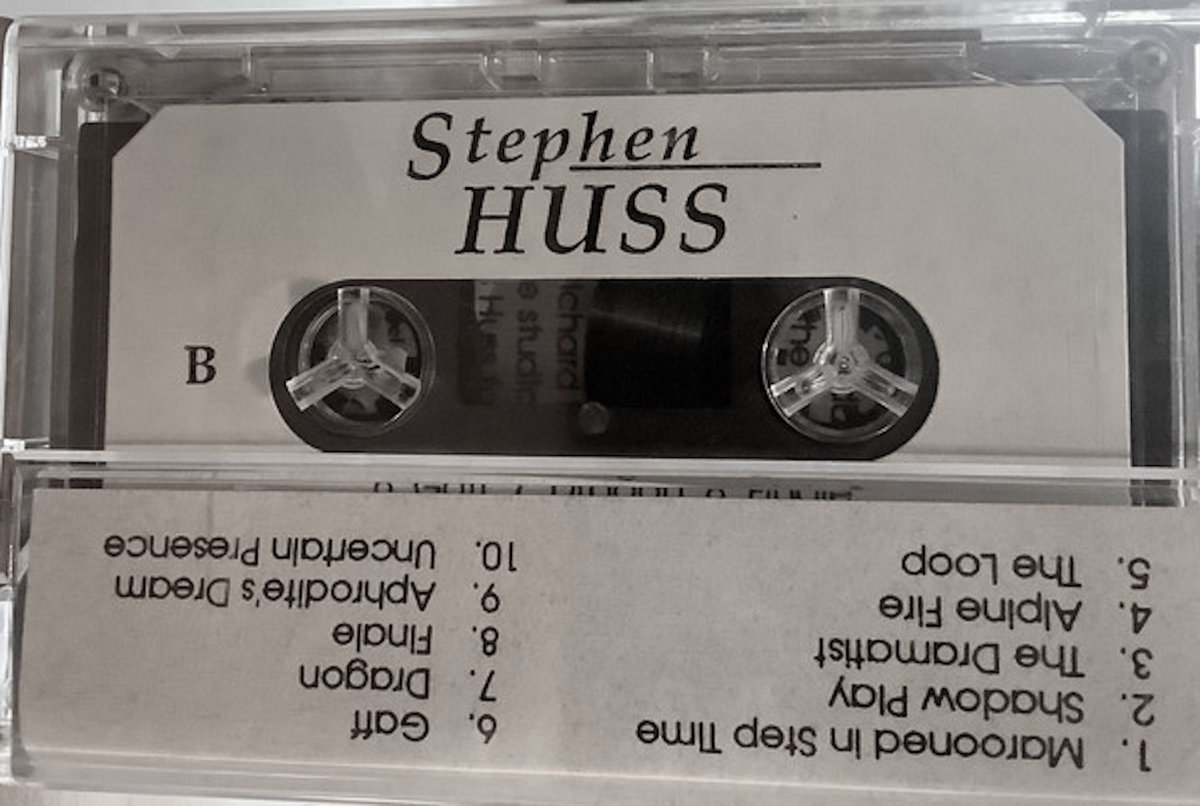 Stephen
HUSS
B
1. Marooned in Step Time
2. Shadow Play
3. The Dramatist
4. Alpine Fire
5. The Loop
6. Gaff
7. Dragon
8. Finale
9. Aphrodite's Dream
10. Uncertain Presence